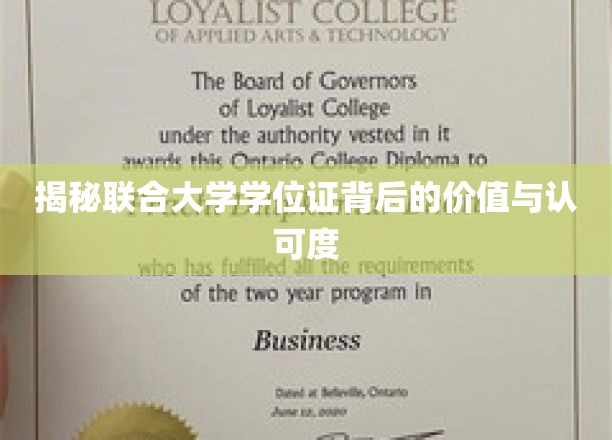 LOYALIST COLLEGE
OF APPLIED ARTS & TECHNOLOGY
The Board of Governors
of Loyalist College
under the authority vested in it
awards this Ontario College Diploma to
揭秘联合大学学位证背后的价值与认
可度
who has fulfilled all the requirements
of the two year program in
Business
Dated at Belleville, Ontario
June 12, 2020